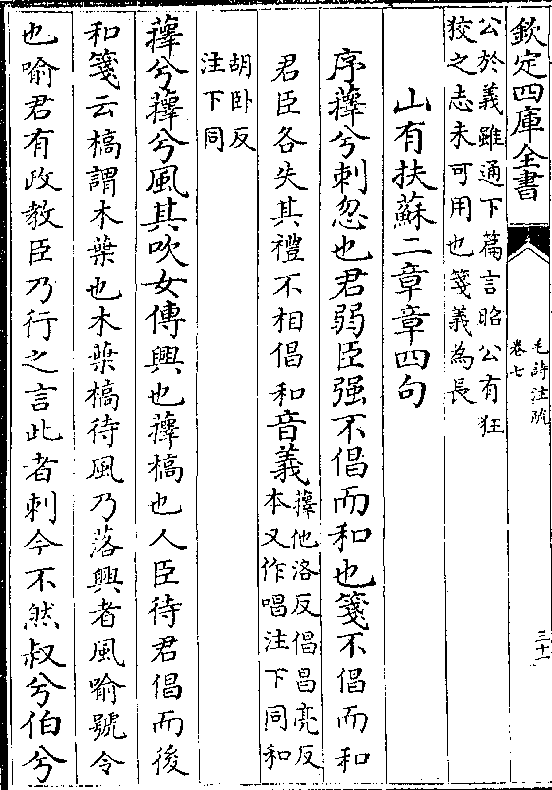 欽定四庫全書
毛詩注疏
卷七
三十一
公於義雖通下篇言昭公有狂
狡之志未可用也箋義為長
山有扶蘇二章章四句
序蘀兮刺忽也君弱臣强不倡而和也箋不倡而和
君臣各失其禮不相倡和音義
蘀他洛反倡昌亮反
本又作唱注下同和
胡卧反
注下同
蘀兮蘀兮風其吹女傳興也蘀槁也人臣待君倡而後
和箋云槁謂木葉也木葉槁待風乃落興者風喻號令
也喻君有政教臣乃行之言此者刺今不然叔兮伯兮